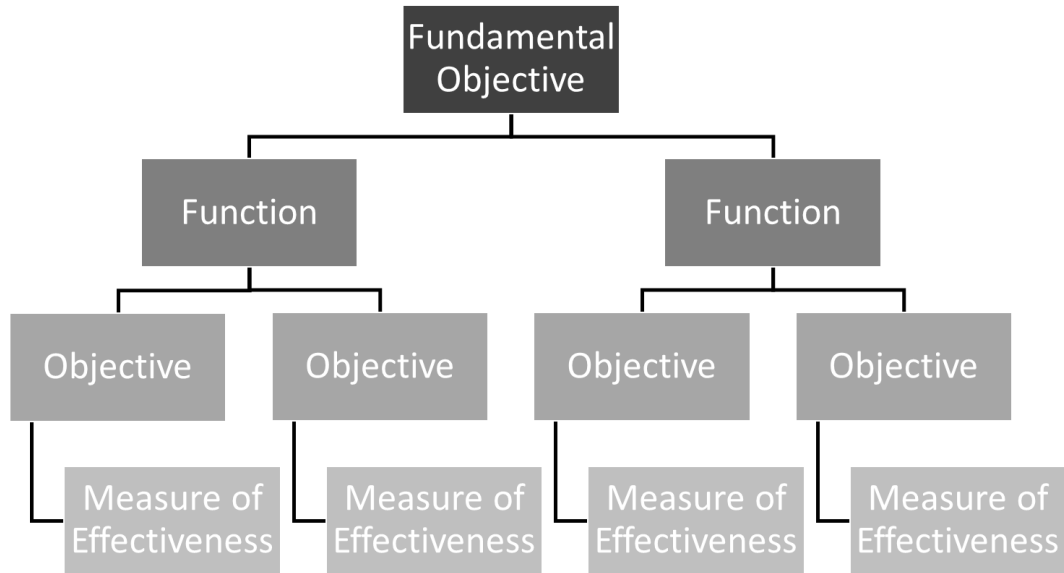 Fundamental
Objective
Function
Function
Objective
Objective
Objective
Objective
Measure of
Effectiveness
Measure of
Effectiveness
Measure of
Effectiveness
Measure of
Effectiveness